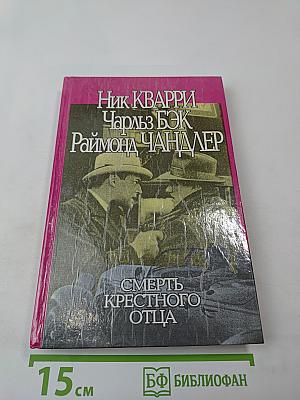 Ник КВАРРИ
Чарльз БЭК
Раймонд ЧАНДЛЕР
СМЕРТЬ
КРЕСТНОГО
ОТЦА
15 см
БФ БИБЛИОФАН